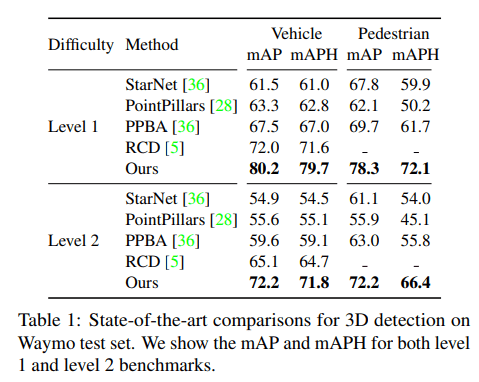 Difficulty Method Vehicle Pedestrian
mAP mAPH mAP mAPH
StarNet [36] 61.5 61.0 67.8 59.9
PointPillars [28] 63.3 62.8 62.1 50.2
Level 1 PPBA [36] 67.5 67.0 69.7 61.7
RCD [5] 72.0 71.6 _ _
Ours 80.2 79.7 78.3 72.1
StarNet [36] 54.9 54.5 61.1 54.0
PointPillars [28] 55.6 55.1 55.9 45.1
Level 2 PPBA [36] 59.6 59.1 63.0 55.8
RCD [5] 65.1 64.7 _ _
Ours 72.2 71.8 72.2 66.4
Table 1: State-of-the-art comparisons for 3D detection on
Waymo test set. We show the mAP and mAPH for both level
1 and level 2 benchmarks.